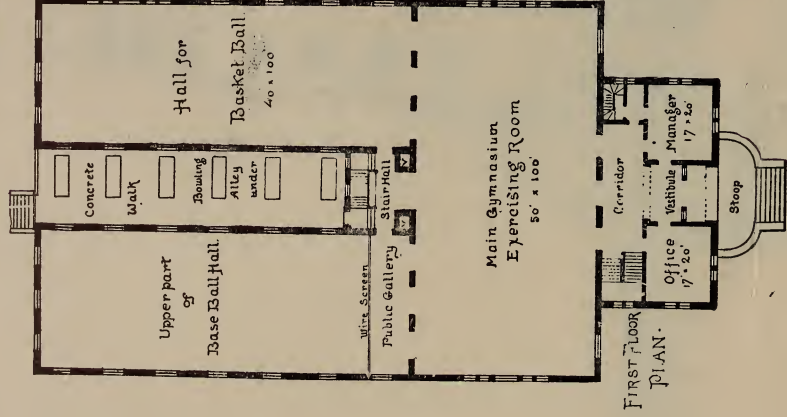 Hall for
Basket Ball.
40 x 100'
Concrete
Walk
Bowling
Alley
under
Upper part
of
Base Ball Hall.
Stair Hall
V
V
Wire Screen
Public Gallery
Main Gymnasium
Exercising Room
50' x 100'
Corridor
Manager
17 x 20'
Vestibule
Office
17' x 20'
Stoop
FIRST FLOOR
PLAN.